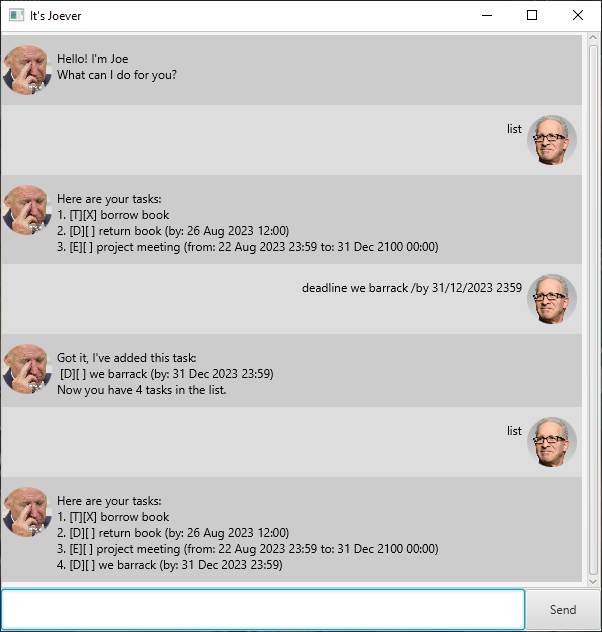 It's Joever
Hello! I'm Joe
What can I do for you?
list
Here are your tasks:
1. [T][X] borrow book
2. [D][ ] return book (by: 26 Aug 2023 12:00)
3. [E][ ] project meeting (from: 22 Aug 2023 23:59 to: 31 Dec 2100 00:00)
deadline we barrack /by 31/12/2023 2359
Got it, I've added this task:
[D][ ] we barrack (by: 31 Dec 2023 23:59)
Now you have 4 tasks in the list.
list
Here are your tasks:
1. [T][X] borrow book
2. [D][ ] return book (by: 26 Aug 2023 12:00)
3. [E][ ] project meeting (from: 22 Aug 2023 23:59 to: 31 Dec 2100 00:00)
4. [D][ ] we barrack (by: 31 Dec 2023 23:59)
Send